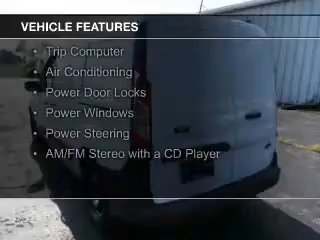 VEHICLE FEATURES
• Trip Computer
• Air Conditioning
• Power Door Locks
• Power Windows
• Power Steering
• AM/FM Stereo with a CD Player